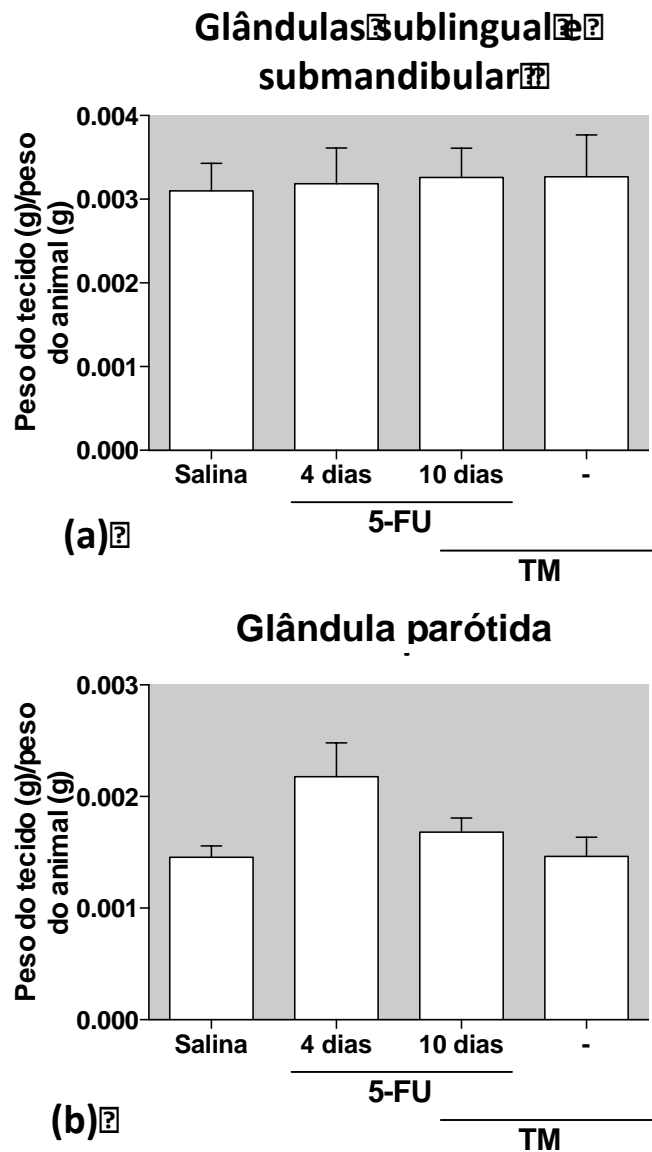 Glândulas sublingual e
submandibular
Peso do tecido (g)/peso
do animal (g)
0.004
0.003
0.002
0.001
0.000
Salina 4 dias 10 dias -
5-FU
TM
(a)
Glândula parótida
Peso do tecido (g)/peso
do animal (g)
0.003
0.002
0.001
0.000
Salina 4 dias 10 dias -
5-FU
TM
(b)